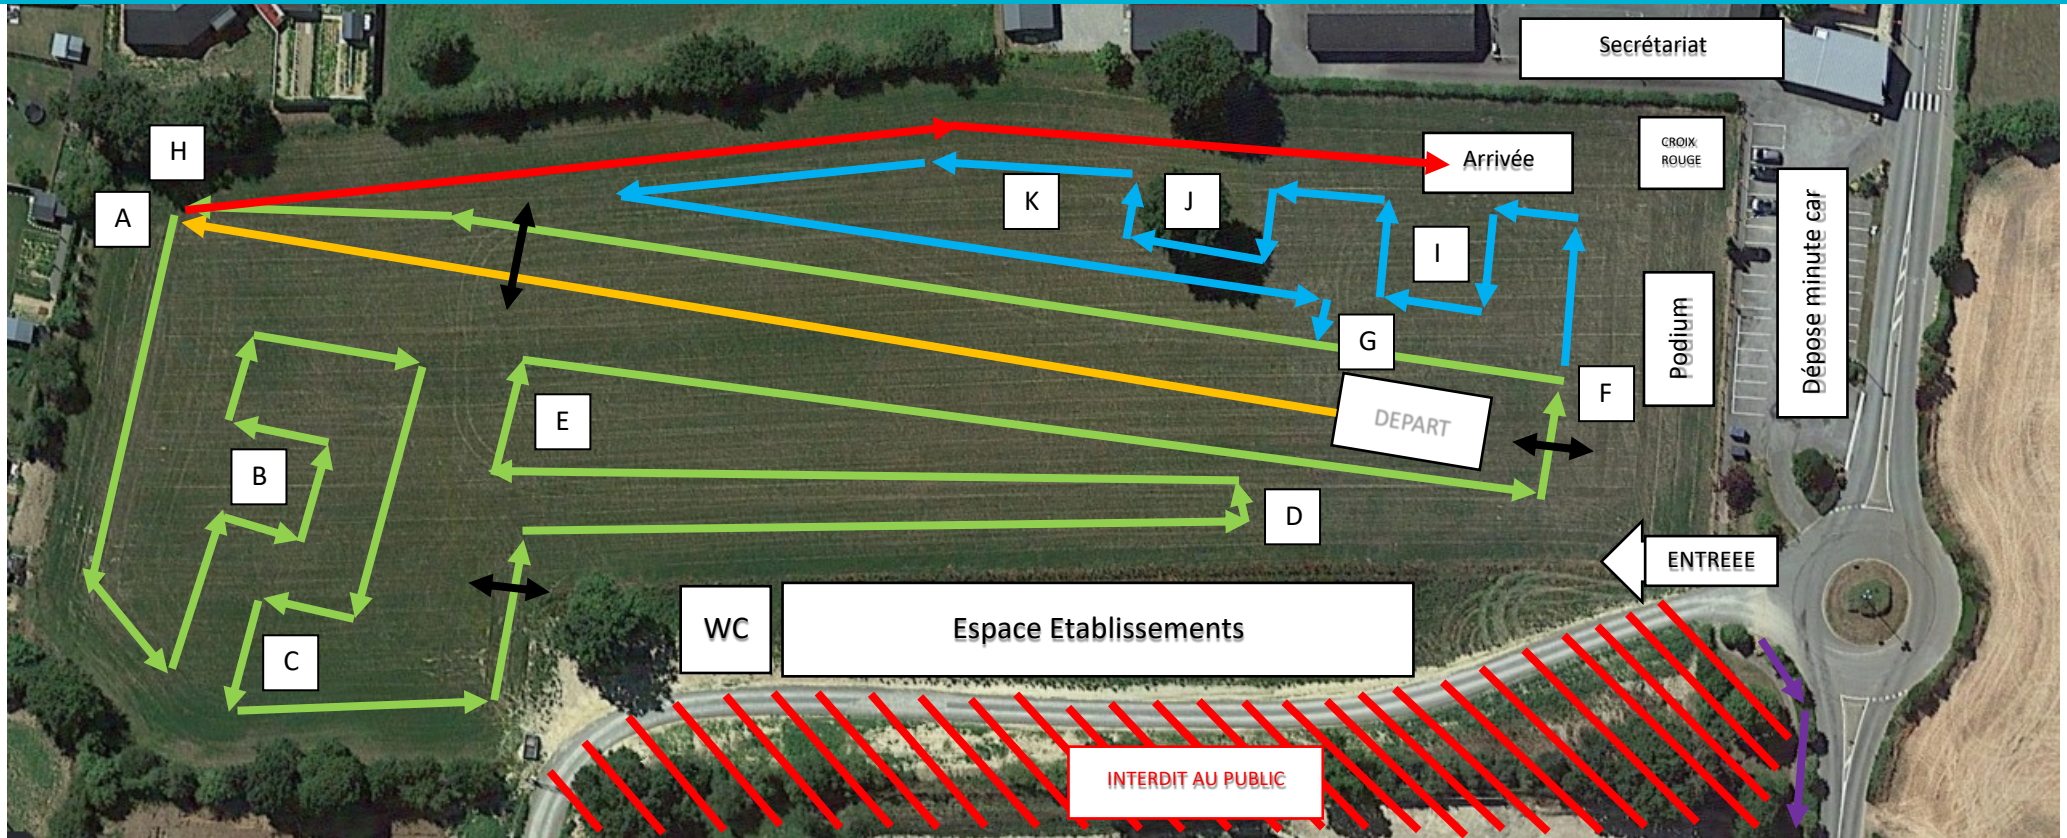 Secrétariat
H
CROIX
ROUGE
Arrivée
A
K
J
I
Dépose minute car
Podium
G
F
DEPART
E
B
D
ENTREEE
WC
Espace Etablissements
C
INTERDIT AU PUBLIC